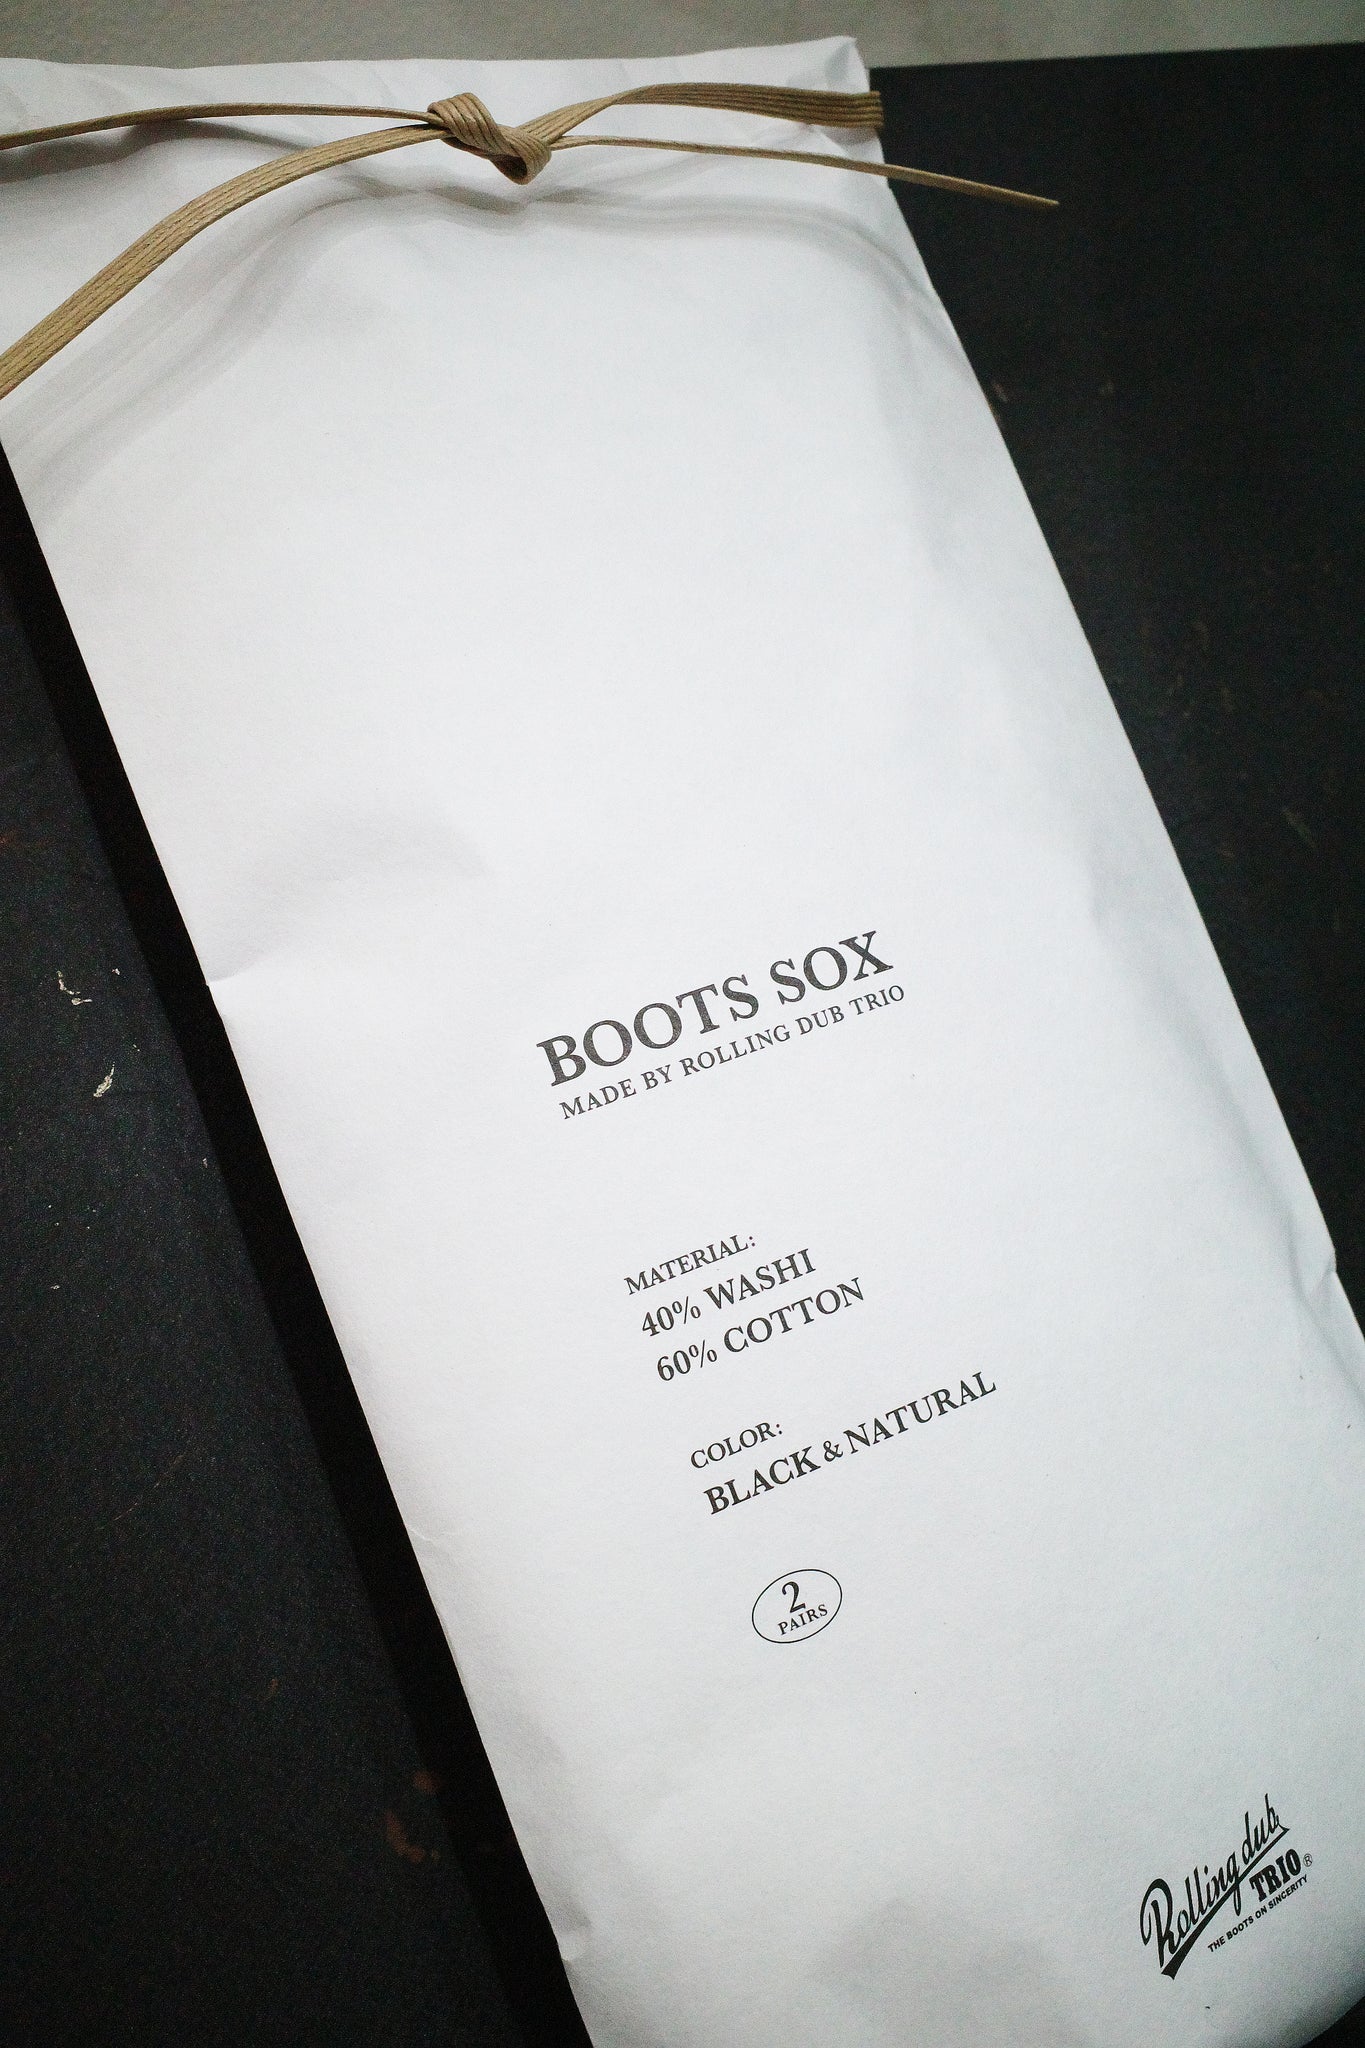 BOOTS SOX
MADE BY ROLLING DUB TRIO
MATERIAL:
40% WASHI
60% COTTON
COLOR:
BLACK & NATURAL
2
PAIRS
Rolling dub
TRIO®
THE BOOTS ON SINCERITY